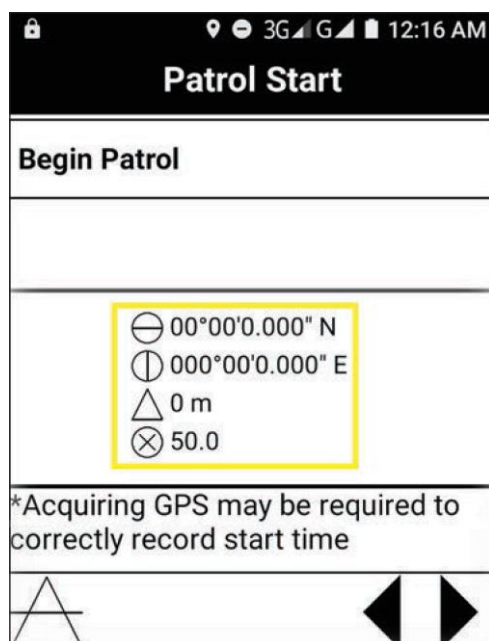 3G G 12:16 AM
Patrol Start
Begin Patrol
00°00'0.000" N
000°00'0.000" E
0 m
50.0
*Acquiring GPS may be required to
correctly record start time